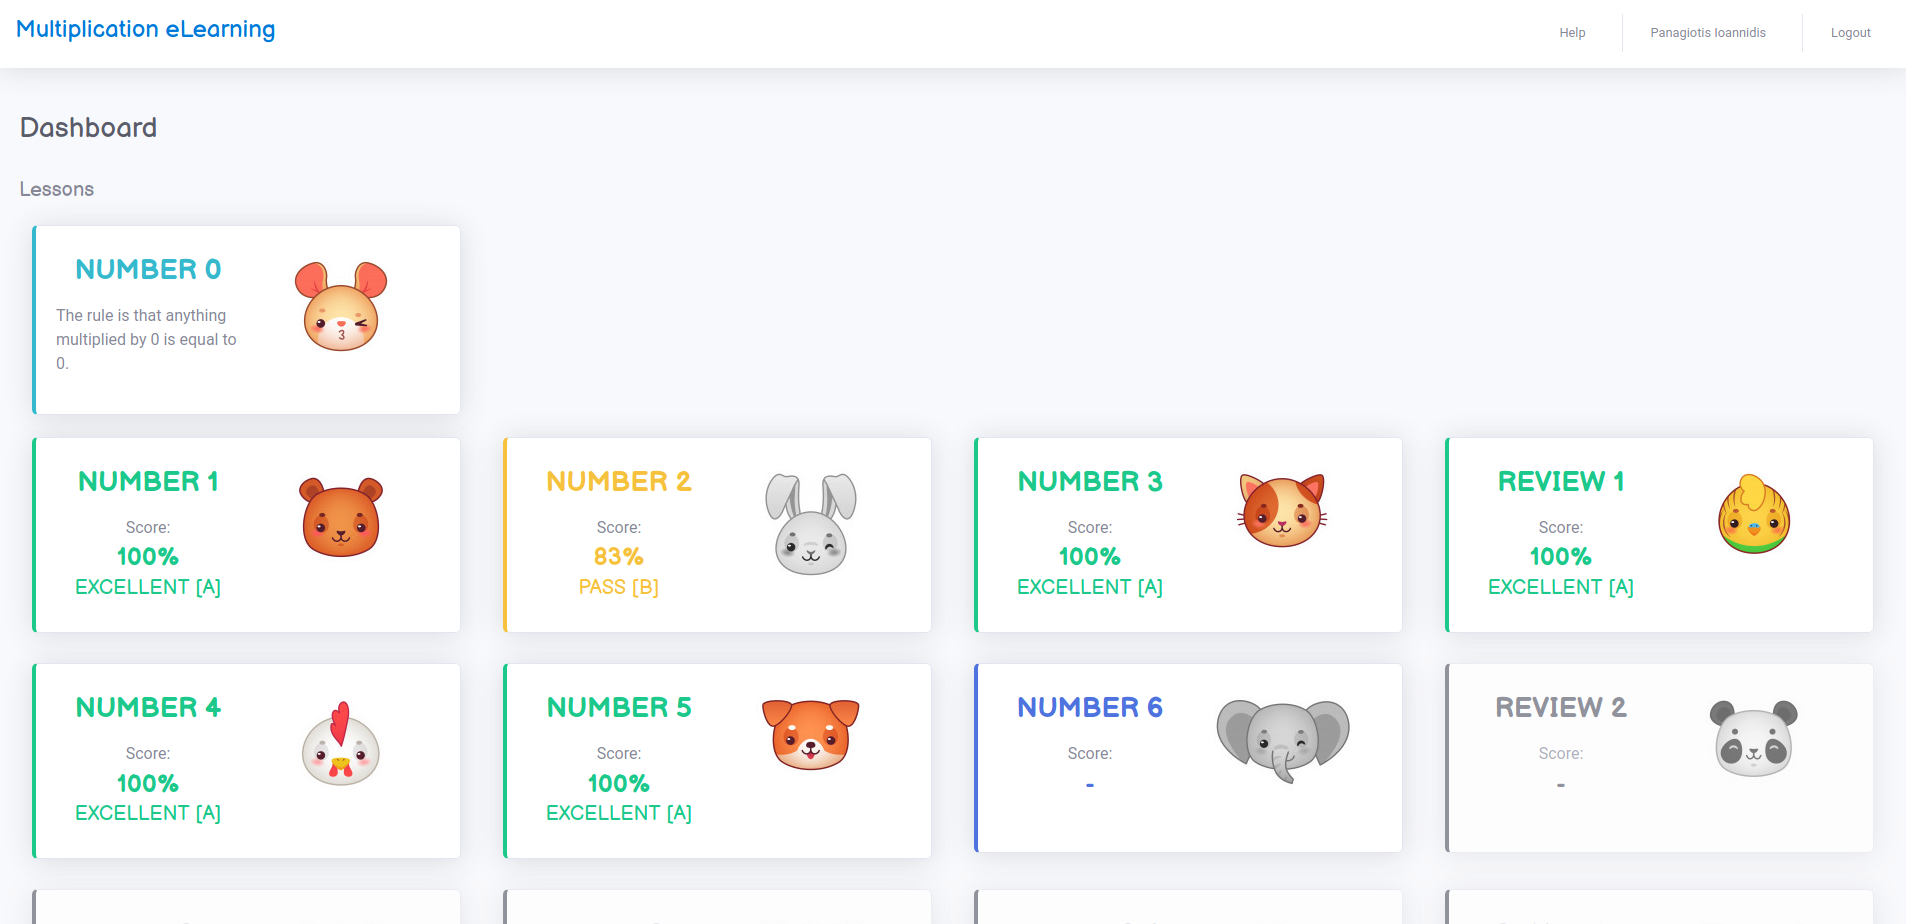 Multiplication eLearning
Help
Panagiotis Ioannidis
Logout
Dashboard
Lessons
NUMBER 0
The rule is that anything
multiplied by 0 is equal to
0.
NUMBER 1
Score:
100%
EXCELLENT [A]
NUMBER 2
Score:
83%
PASS [B]
NUMBER 3
Score:
100%
EXCELLENT [A]
REVIEW 1
Score:
100%
EXCELLENT [A]
NUMBER 4
Score:
100%
EXCELLENT [A]
NUMBER 5
Score:
100%
EXCELLENT [A]
NUMBER 6
Score:
-
REVIEW 2
Score:
-